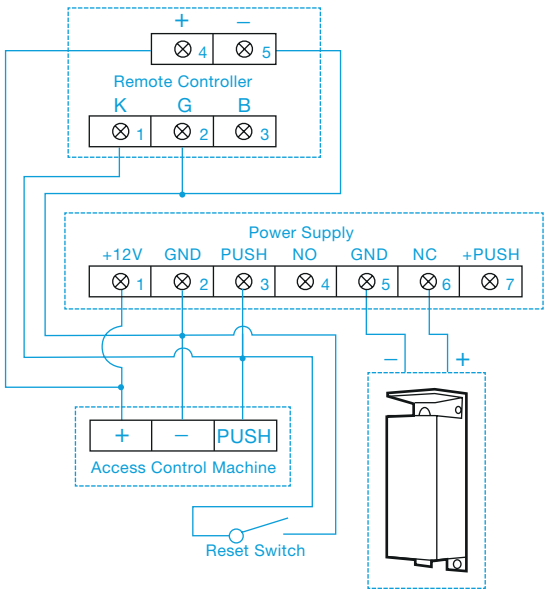 + −
4 5
Remote Controller
K G B
1 2 3
Power Supply
+12V GND PUSH NO GND NC +PUSH
1 2 3 4 5 6 7
− +
+ − PUSH
Access Control Machine
Reset Switch